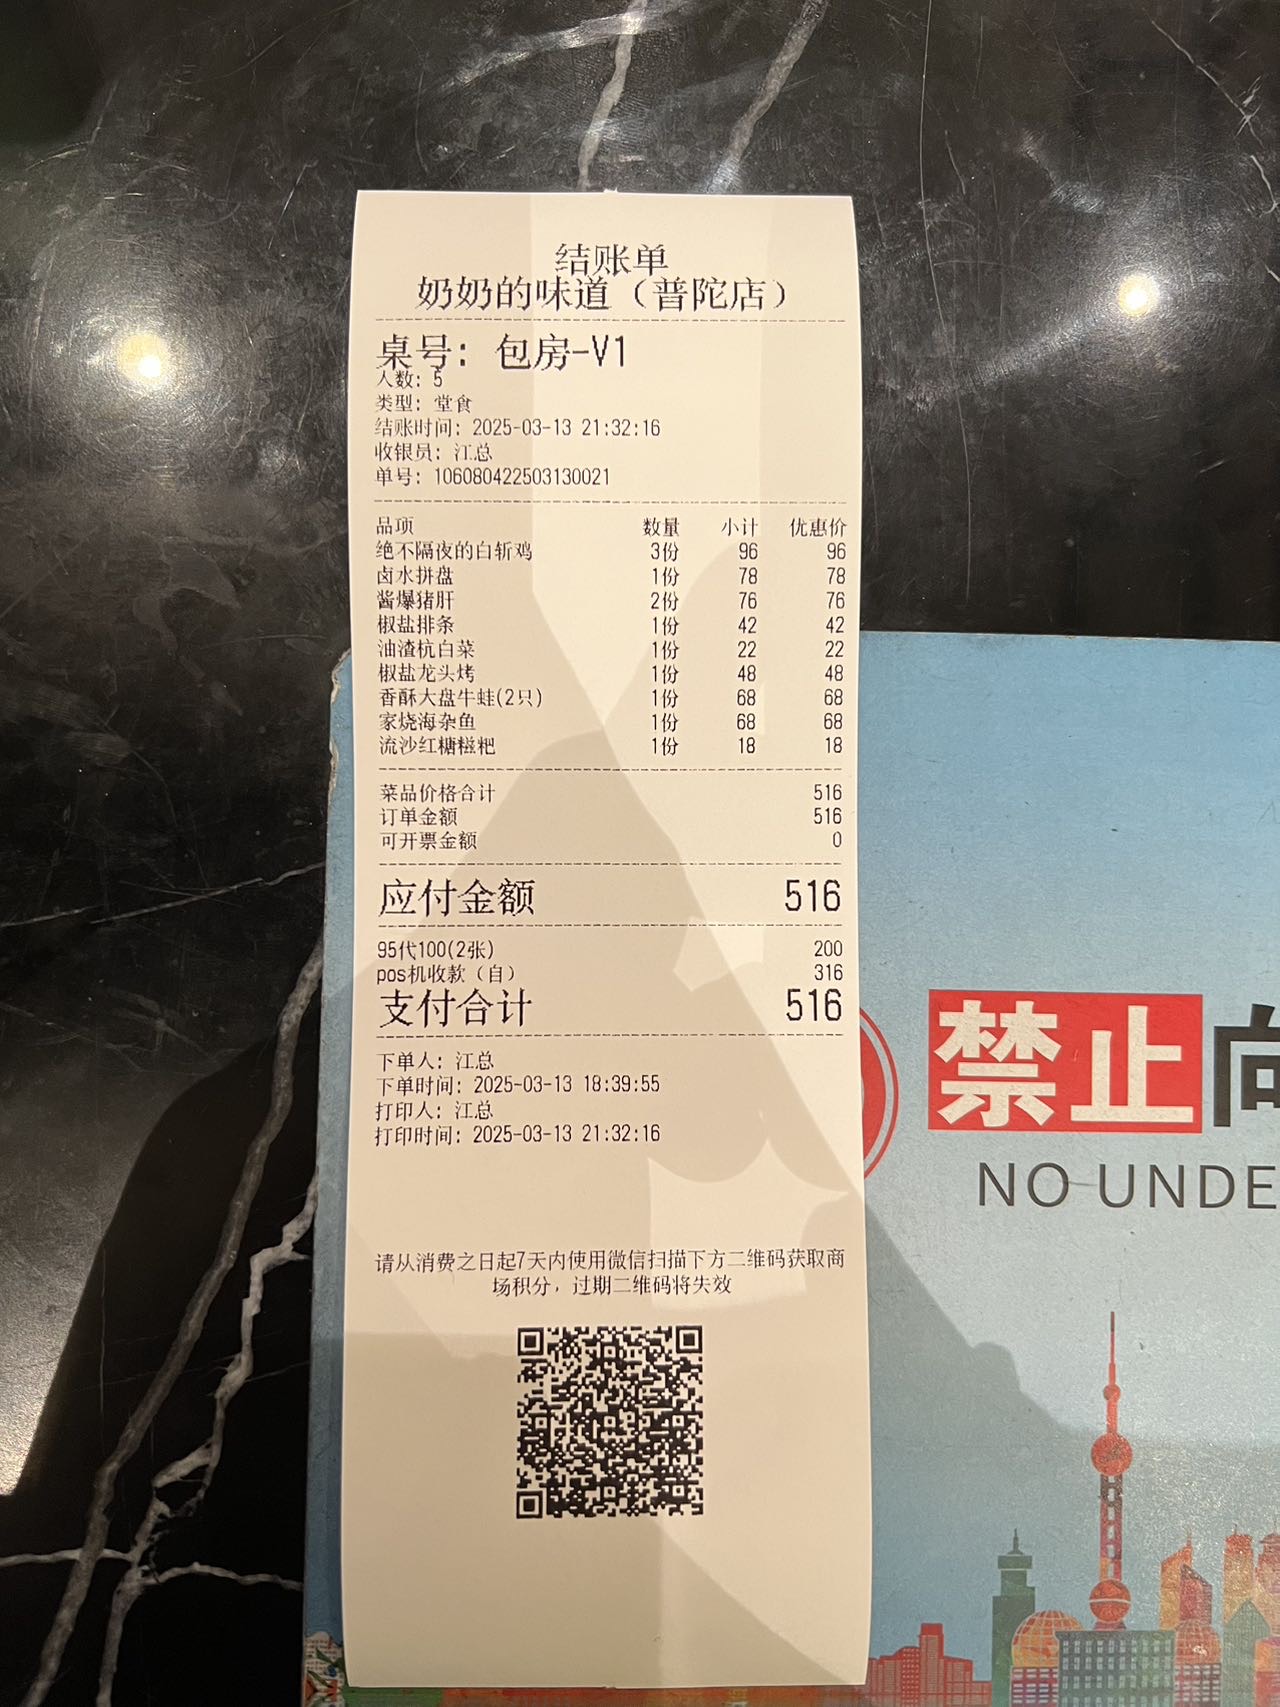 结账单
奶奶的味道（普陀店）
桌号：包房-V1
人数：5
类型：堂食
结账时间：2025-03-13 21:32:16
收银员：江总
单号：106080422503130021
品项 数量 小计 优惠价
绝不隔夜的白斩鸡 3份 96 96
卤水拼盘 1份 78 78
酱爆猪肝 2份 76 76
椒盐排条 1份 42 42
油渣杭白菜 1份 22 22
椒盐龙头烤 1份 48 48
香酥大盘牛蛙(2只) 1份 68 68
家烧海杂鱼 1份 68 68
流沙红糖糍粑 1份 18 18
菜品价格合计 516
订单金额 516
可开票金额 0
应付金额 516
95代100(2张) 200
pos机收款（自） 316
支付合计 516
下单人：江总
下单时间：2025-03-13 18:39:55
打印人：江总
打印时间：2025-03-13 21:32:16
请从消费之日起7天内使用微信扫描下方二维码获取商
场积分，过期二维码将失效
禁止向
NO UNDE